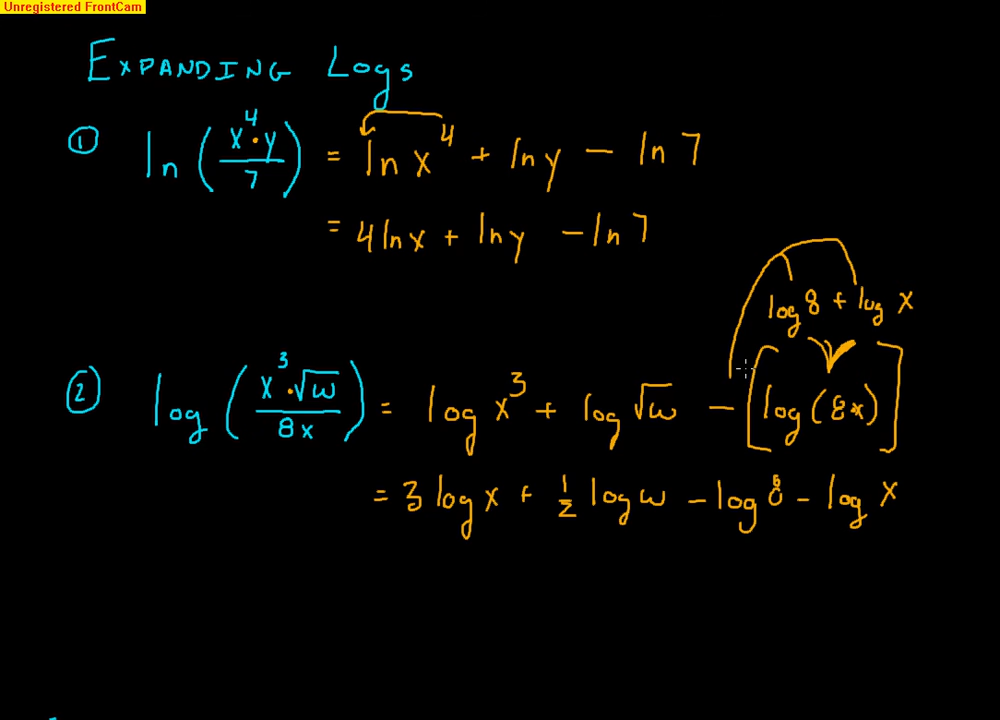 Unregistered FrontCam
EXPANDING LOgS
① ln (x⁴·y / 7) = ln x⁴ + ln y − ln 7
= 4 ln x + ln y − ln 7
log 8 + log x
② log (x³·√w / 8x) = log x³ + log √w − [log (8x)]
= 3 log x + 1/2 log w − log 8 − log x